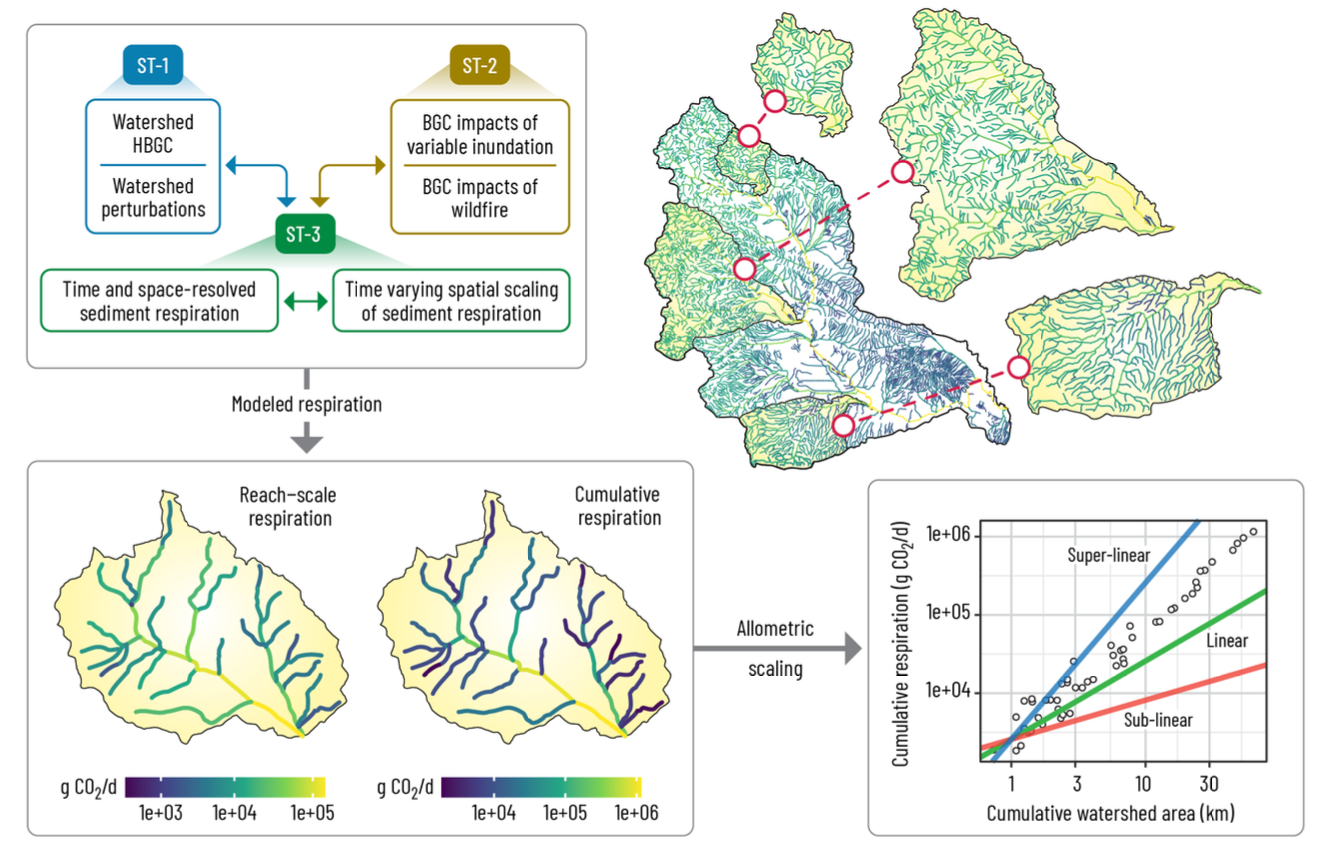 ST-1
ST-2
Watershed
HBGC
Watershed
perturbations
BGC impacts of
variable inundation
BGC impacts of
wildfire
ST-3
Time and space-resolved
sediment respiration
Time varying spatial scaling
of sediment respiration
Modeled respiration
Reach-scale
respiration
Cumulative
respiration
g CO₂/d
1e+03 1e+04 1e+05
g CO₂/d
1e+04 1e+05 1e+06
Allometric
scaling
Cumulative respiration (g CO₂/d)
1e+06
1e+05
1e+04
Super-linear
Linear
Sub-linear
1 3 10 30
Cumulative watershed area (km)